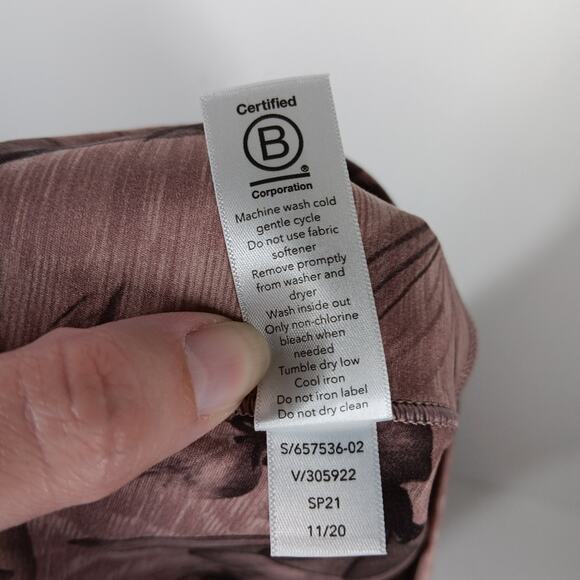 Certified
B
®
Corporation
Machine wash cold
gentle cycle
Do not use fabric
softener
Remove promptly
from washer and
dryer
Wash inside out
Only non-chlorine
bleach when
needed
Tumble dry low
Cool iron
Do not iron label
Do not dry clean
S/657536-02
V/305922
SP21
11/20